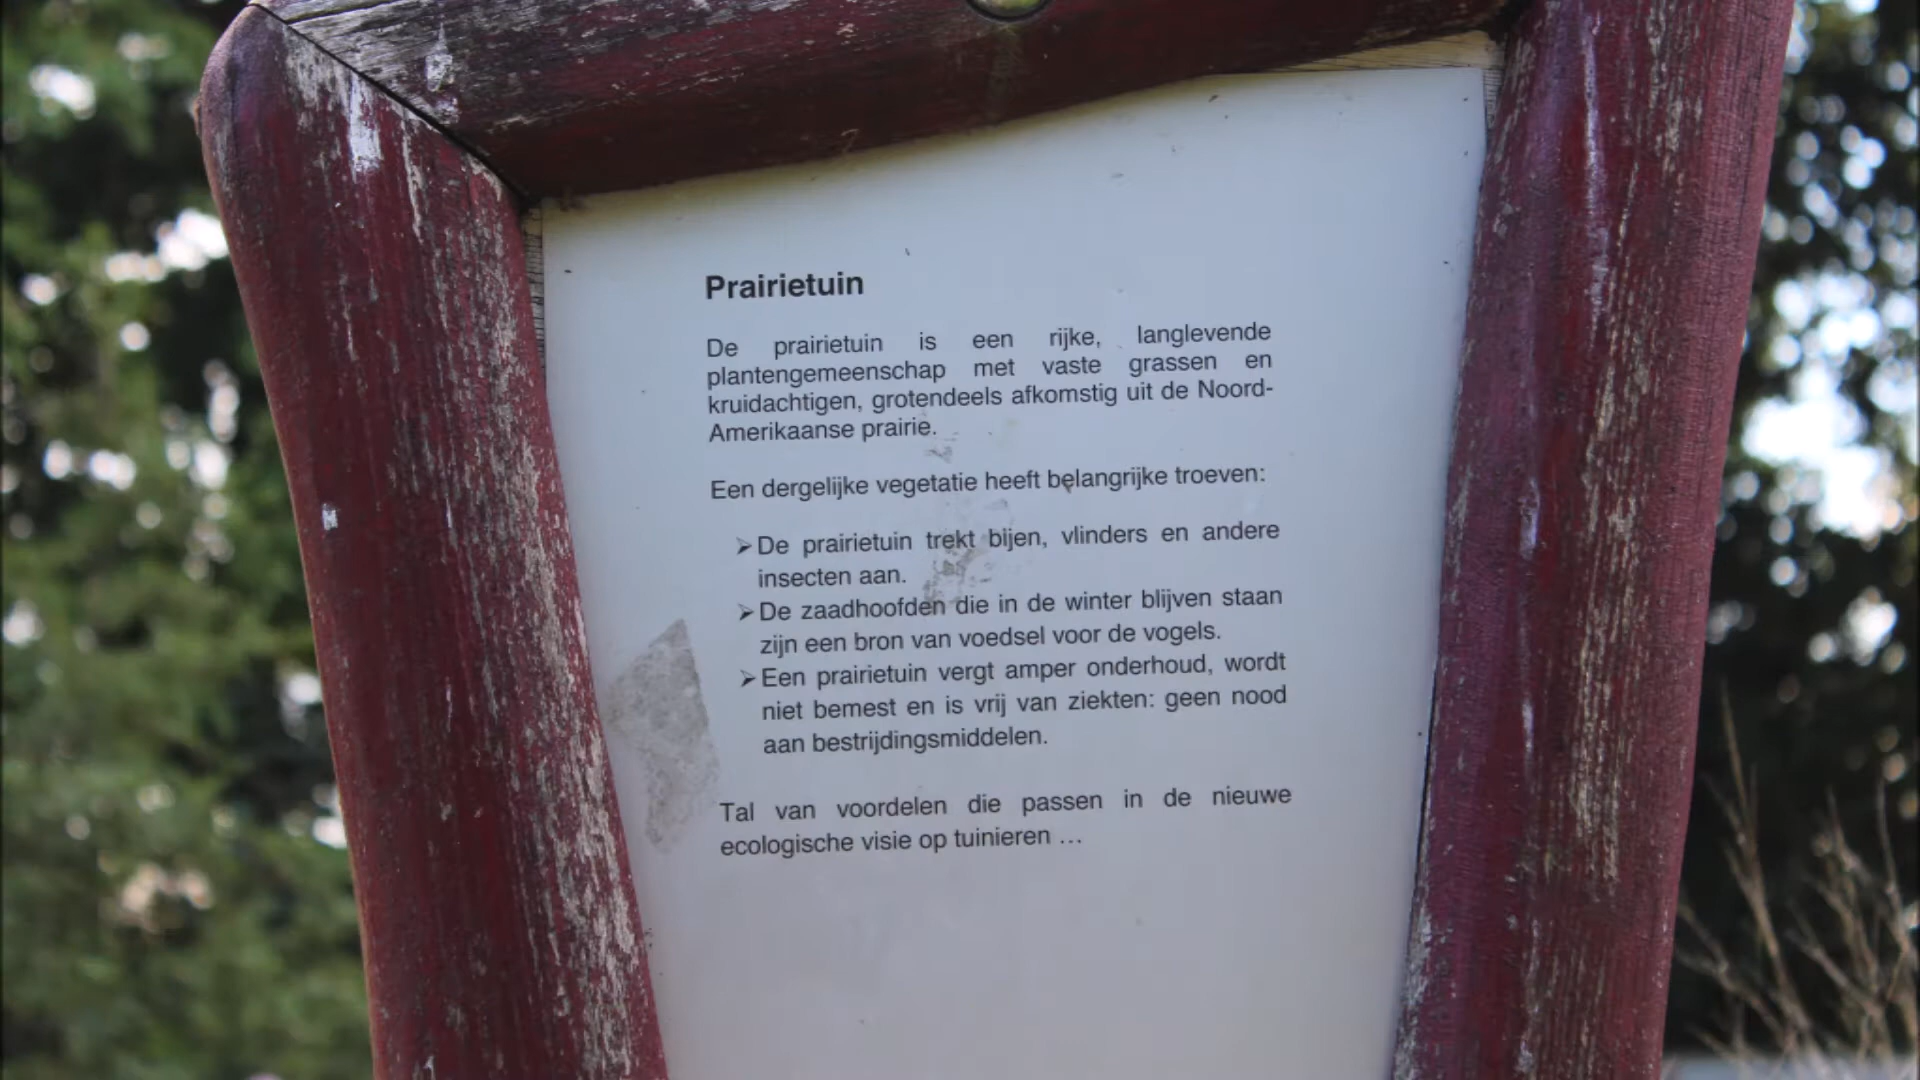 Prairietuin
De prairietuin is een rijke, langlevende
plantengemeenschap met vaste grassen en
kruidachtigen, grotendeels afkomstig uit de Noord-
Amerikaanse prairie.
Een dergelijke vegetatie heeft belangrijke troeven:
➢ De prairietuin trekt bijen, vlinders en andere
insecten aan.
➢ De zaadhoofden die in de winter blijven staan
zijn een bron van voedsel voor de vogels.
➢ Een prairietuin vergt amper onderhoud, wordt
niet bemest en is vrij van ziekten: geen nood
aan bestrijdingsmiddelen.
Tal van voordelen die passen in de nieuwe
ecologische visie op tuinieren ...